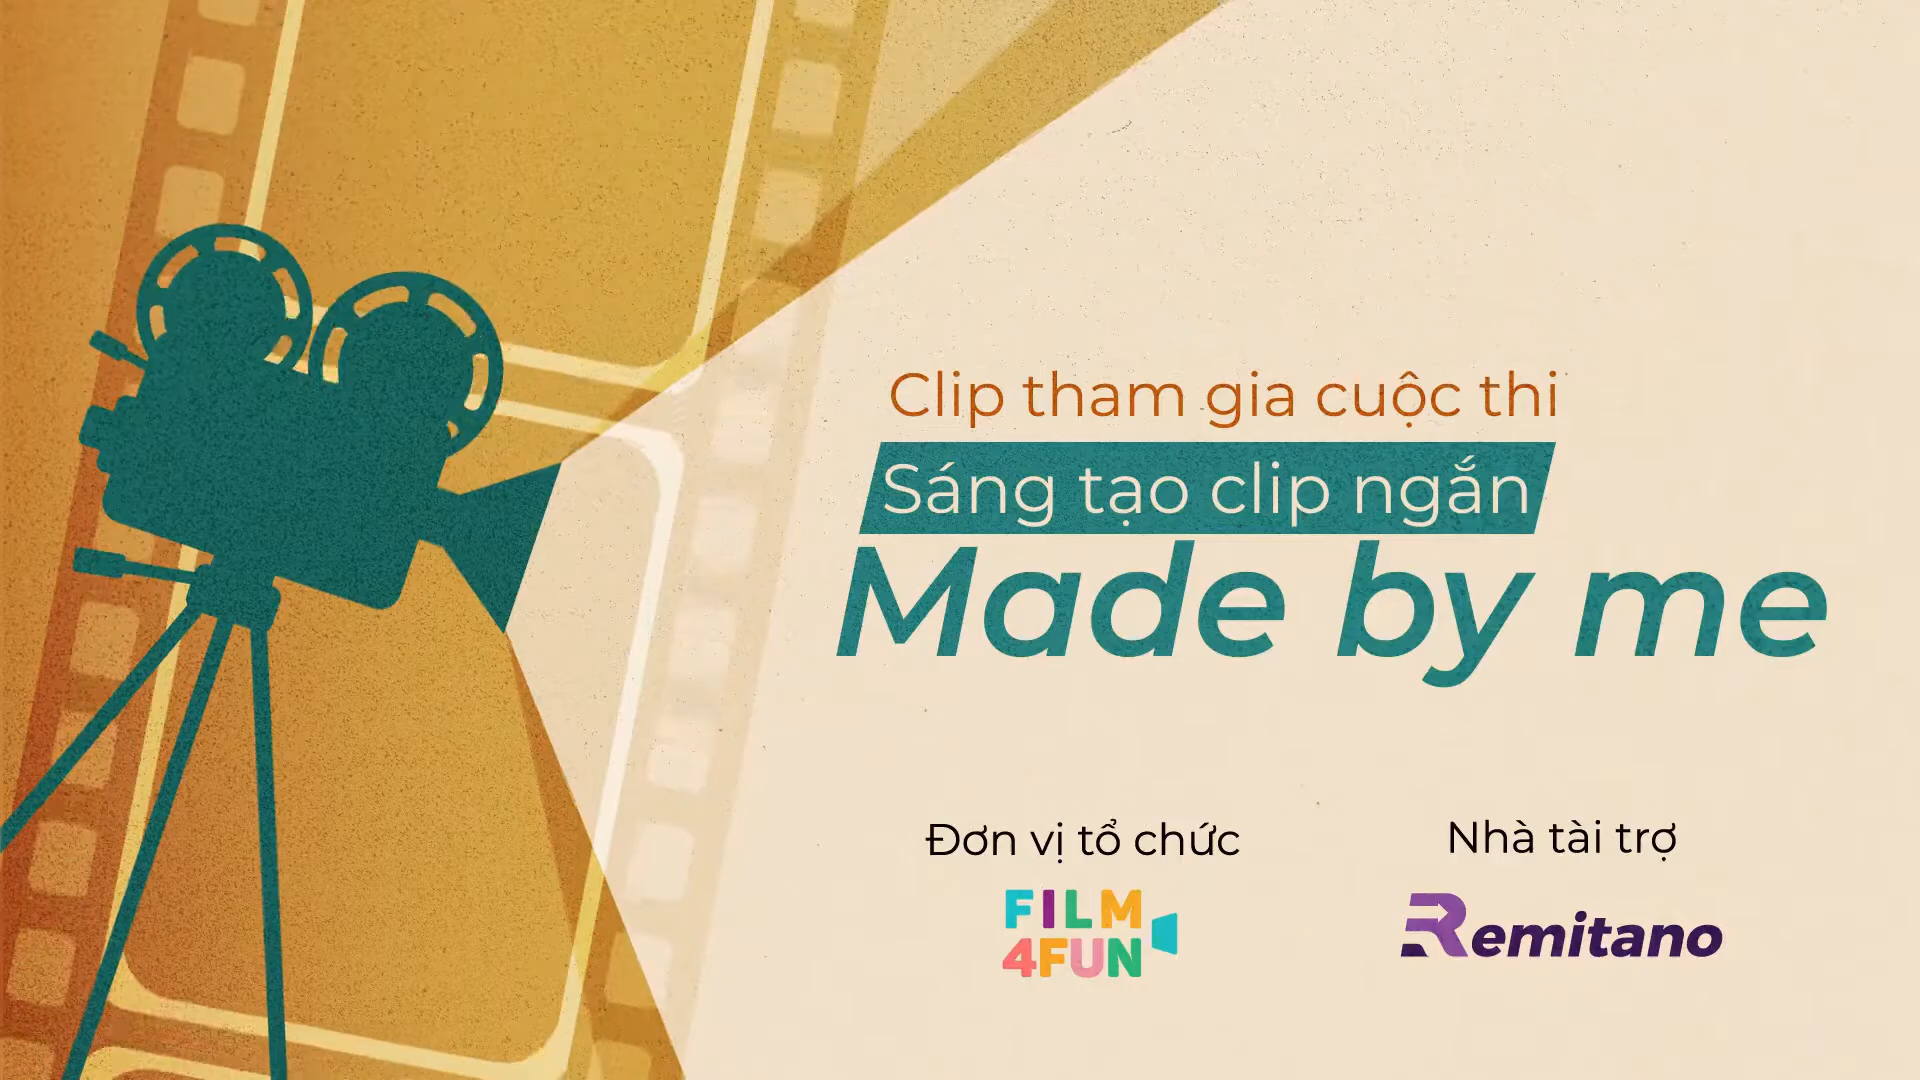 Clip tham gia cuộc thi
Sáng tạo clip ngắn
Made by me
Đơn vị tổ chức
FILM
4FUN
Nhà tài trợ
Remitano